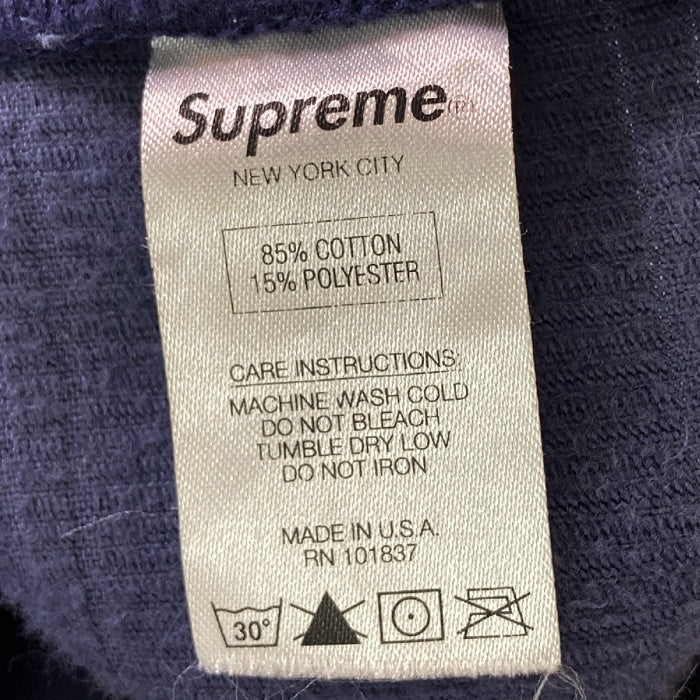 Supreme®
NEW YORK CITY
85% COTTON
15% POLYESTER
CARE INSTRUCTIONS:
MACHINE WASH COLD
DO NOT BLEACH
TUMBLE DRY LOW
DO NOT IRON
MADE IN U.S.A.
RN 101837
30°